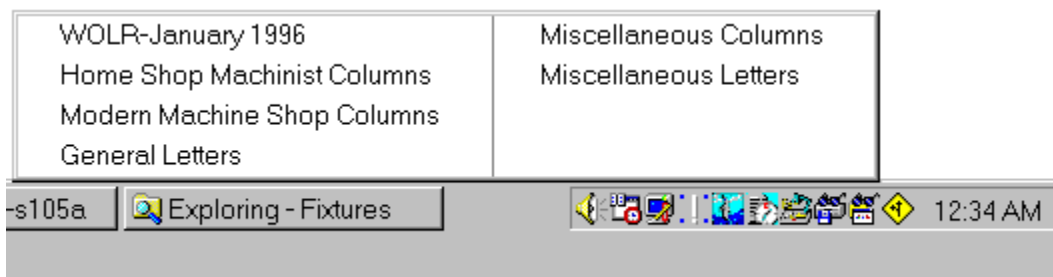 WOLR-January 1996
Home Shop Machinist Columns
Modern Machine Shop Columns
General Letters
Miscellaneous Columns
Miscellaneous Letters
-s105a
Exploring - Fixtures
12:34 AM